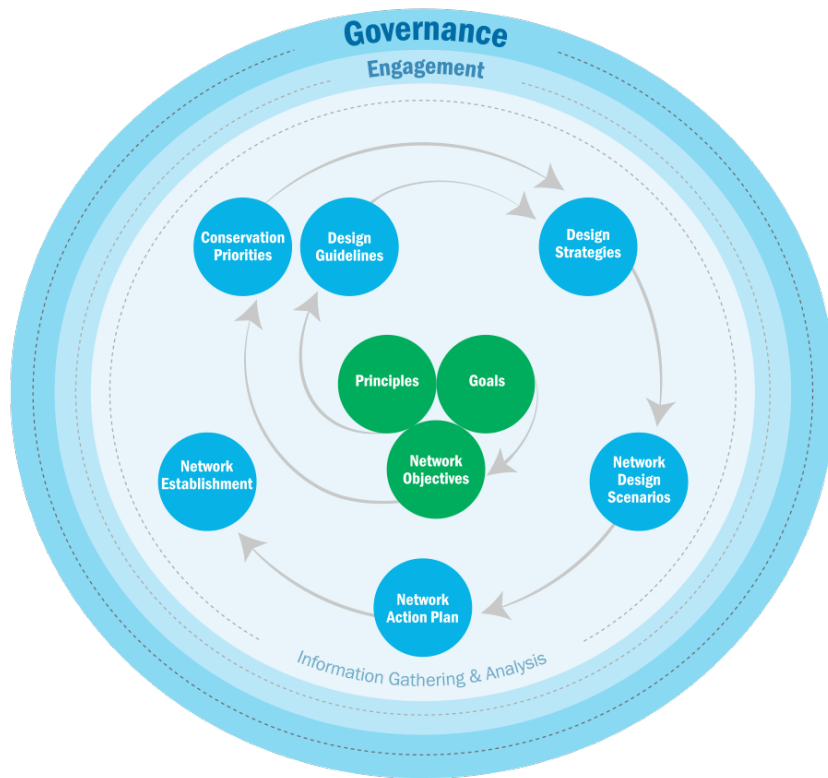 Governance
Engagement
Conservation
Priorities
Design
Guidelines
Design
Strategies
Principles
Goals
Network
Objectives
Network
Establishment
Network
Design
Scenarios
Network
Action Plan
Information Gathering & Analysis